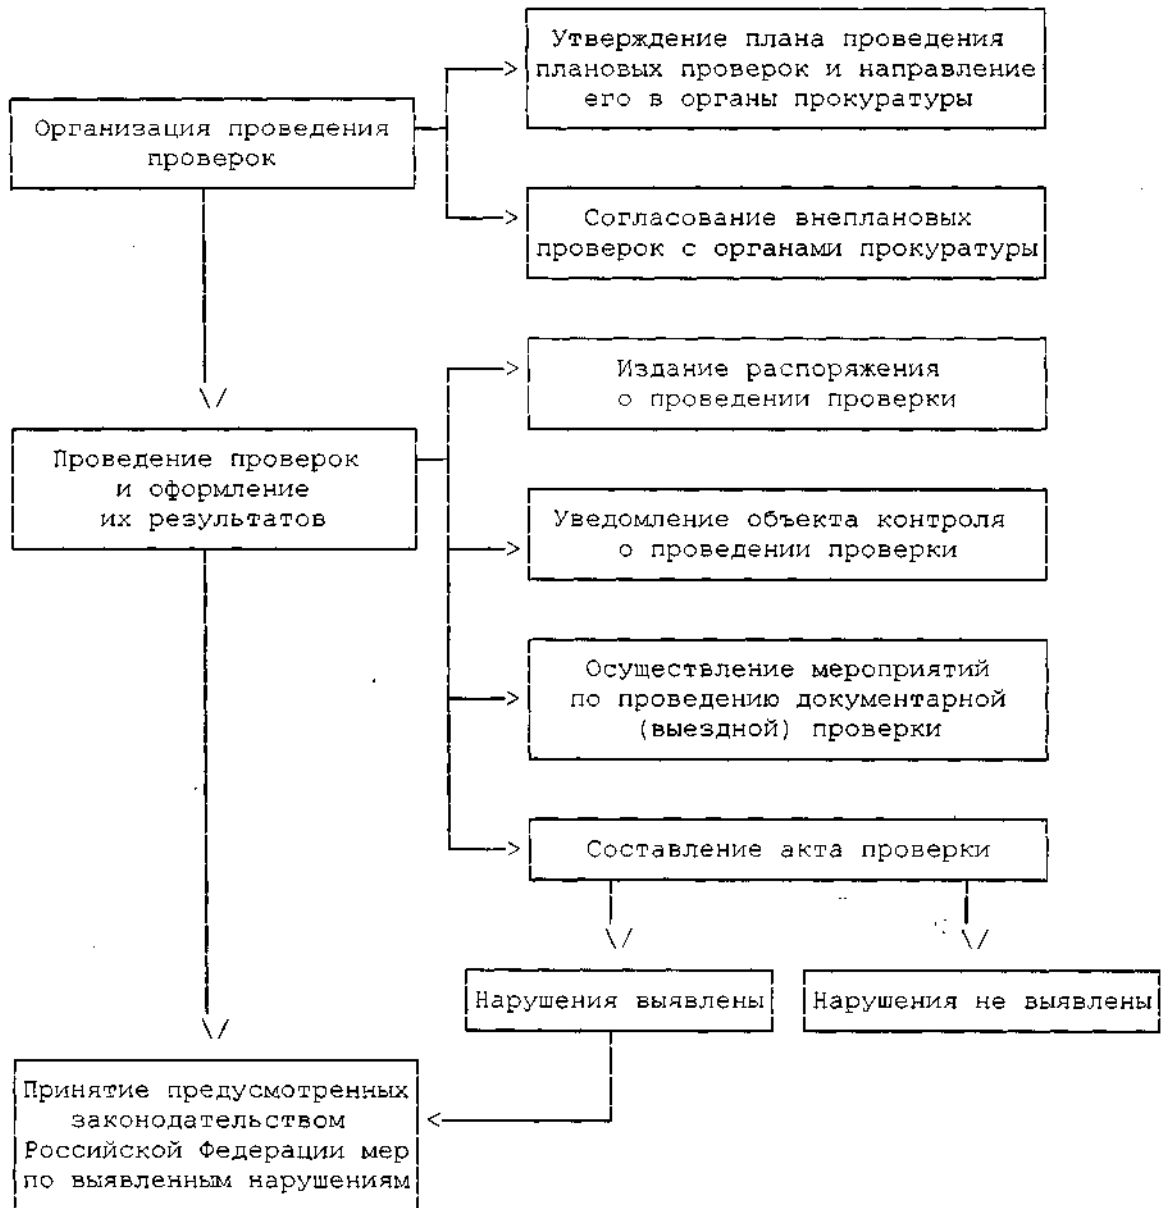 Утверждение плана проведения
плановых проверок и направление
его в органы прокуратуры
Организация проведения
проверок
Согласование внеплановых
проверок с органами прокуратуры
Издание распоряжения
о проведении проверки
Проведение проверок
и оформление
их результатов
Уведомление объекта контроля
о проведении проверки
Осуществление мероприятий
по проведению документарной
(выездной) проверки
Составление акта проверки
Нарушения выявлены
Нарушения не выявлены
Принятие предусмотренных
законодательством
Российской Федерации мер
по выявленным нарушениям